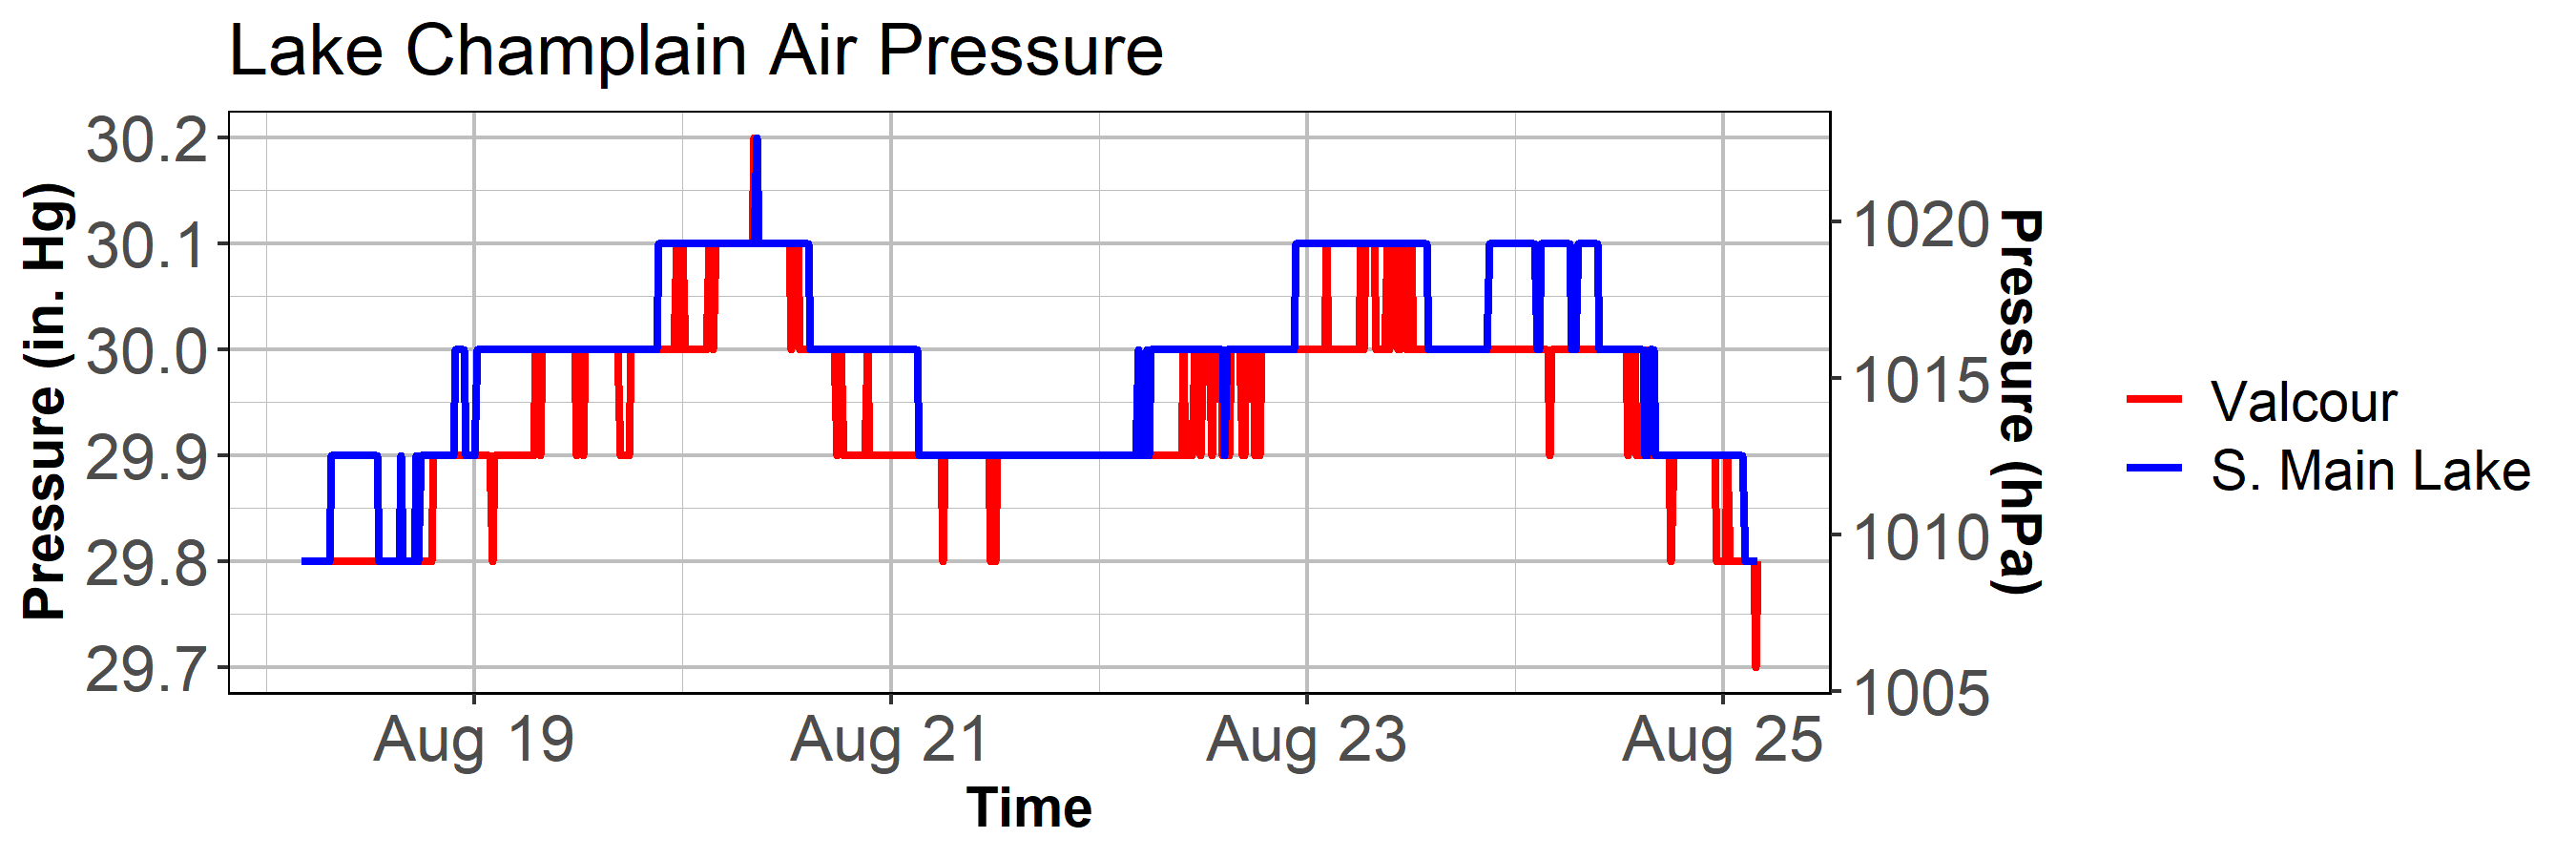 Lake Champlain Air Pressure
Pressure (in. Hg)
30.2
30.1
30.0
29.9
29.8
29.7
1020
1015
1010
1005
Pressure (hPa)
Aug 19 Aug 21 Aug 23 Aug 25
Time
Valcour
S. Main Lake